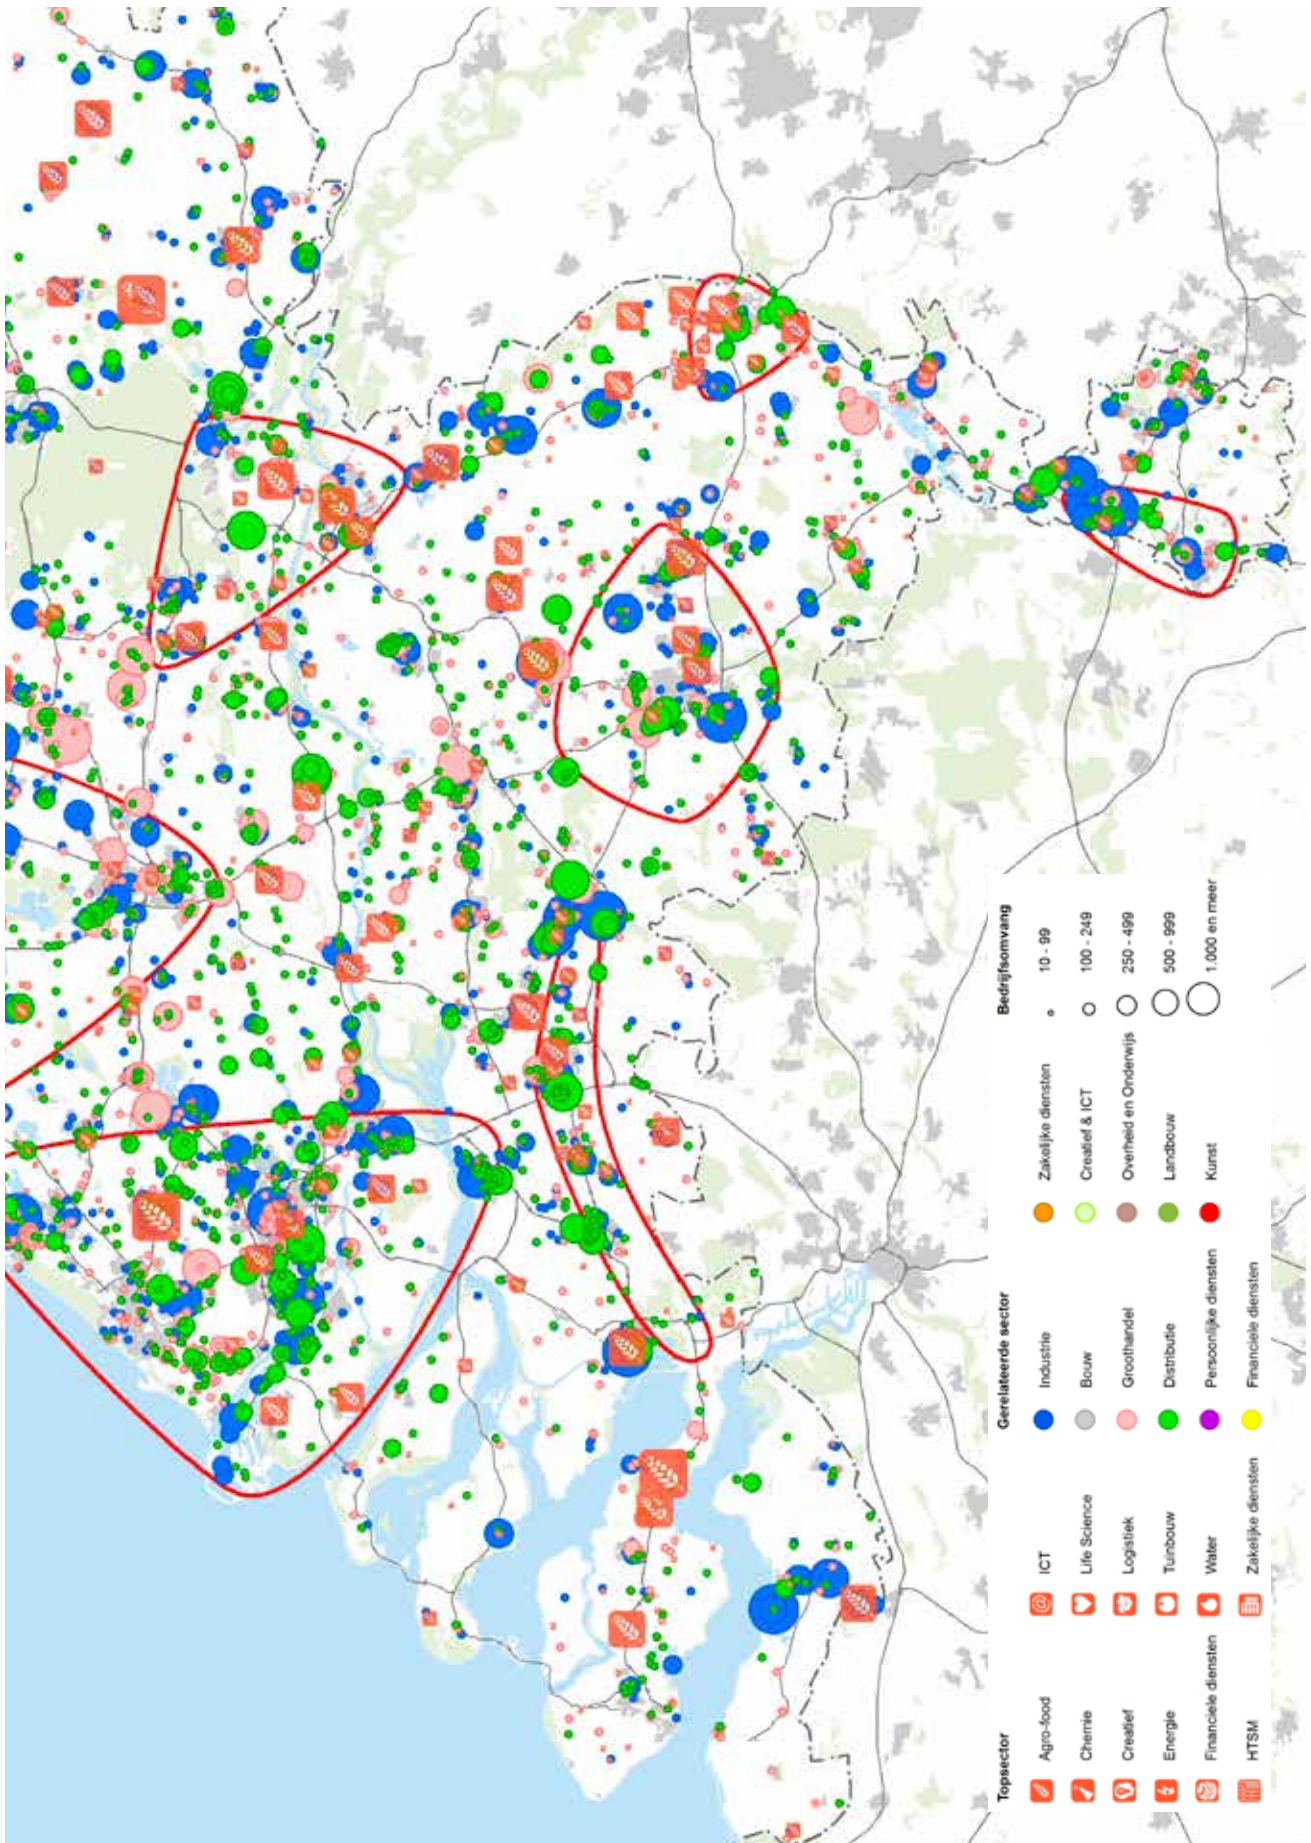 Topsector
Agro-food
Chemie
Creatief
Energie
Financiele diensten
HTSM
ICT
Life Science
Logistiek
Tuinbouw
Water
Zakelijke diensten
Gerelateerde sector
Industrie
Bouw
Groothandel
Distributie
Persoonlijke diensten
Financiele diensten
Zakelijke diensten
Creatief & ICT
Overheid en Onderwijs
Landbouw
Kunst
Bedrijfsomvang
10 - 99
100 - 249
250 - 499
500 - 999
1.000 en meer